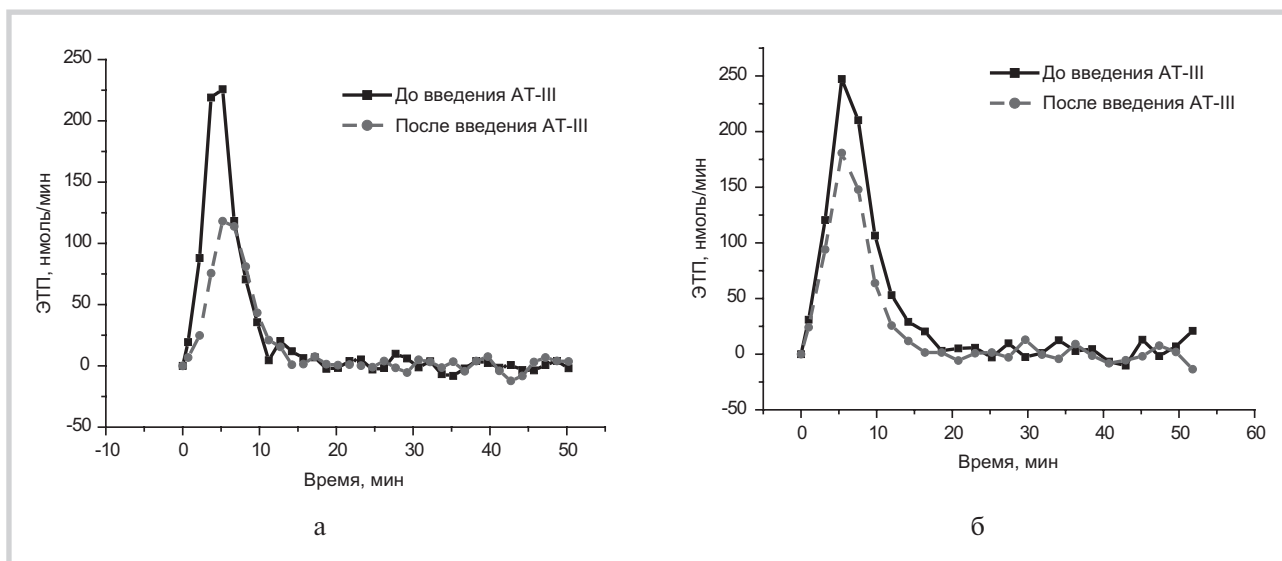 250
200
150
100
50
0
-50
-10 0 10 20 30 40 50
ЭТП, нмоль/мин
Время, мин
До введения АТ-III
После введения АТ-III
а
250
200
150
100
50
0
-50
0 10 20 30 40 50 60
ЭТП, нмоль/мин
Время, мин
До введения АТ-III
После введения АТ-III
б